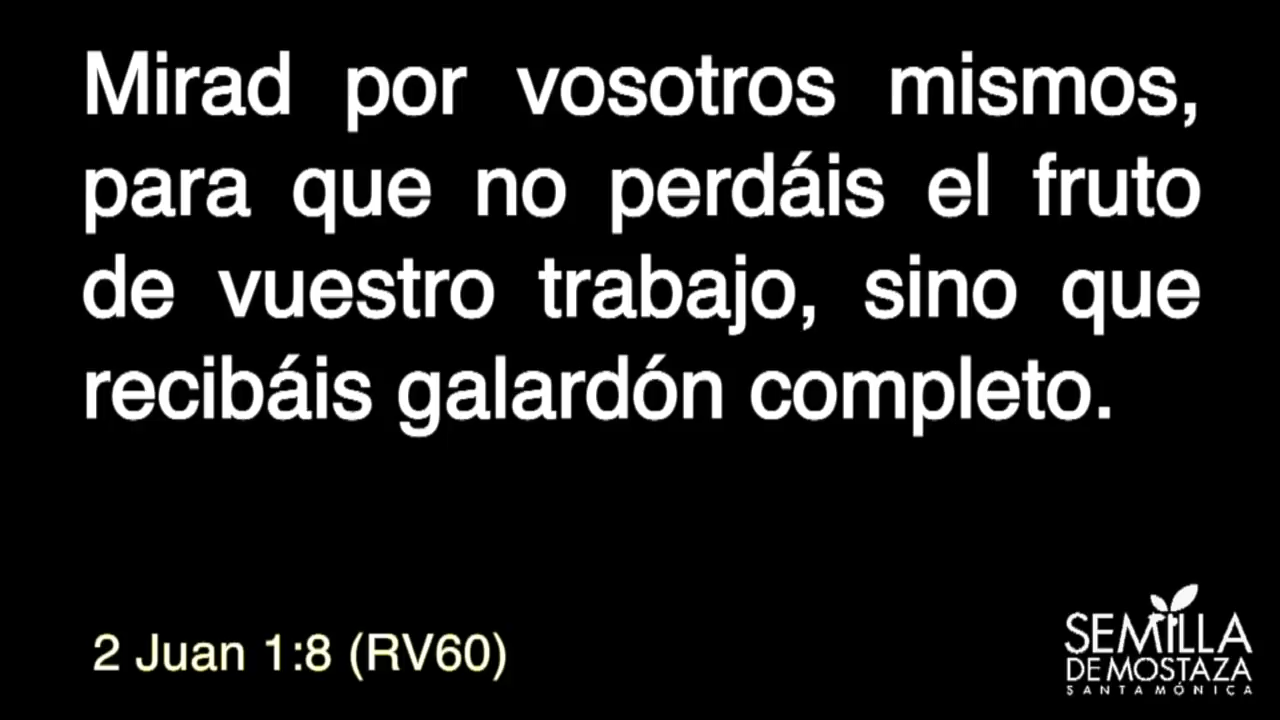 Mirad por vosotros mismos,
para que no perdáis el fruto
de vuestro trabajo, sino que
recibáis galardón completo.
2 Juan 1:8 (RV60)
SEMILLA
DE MOSTAZA
SANTA MÓNICA